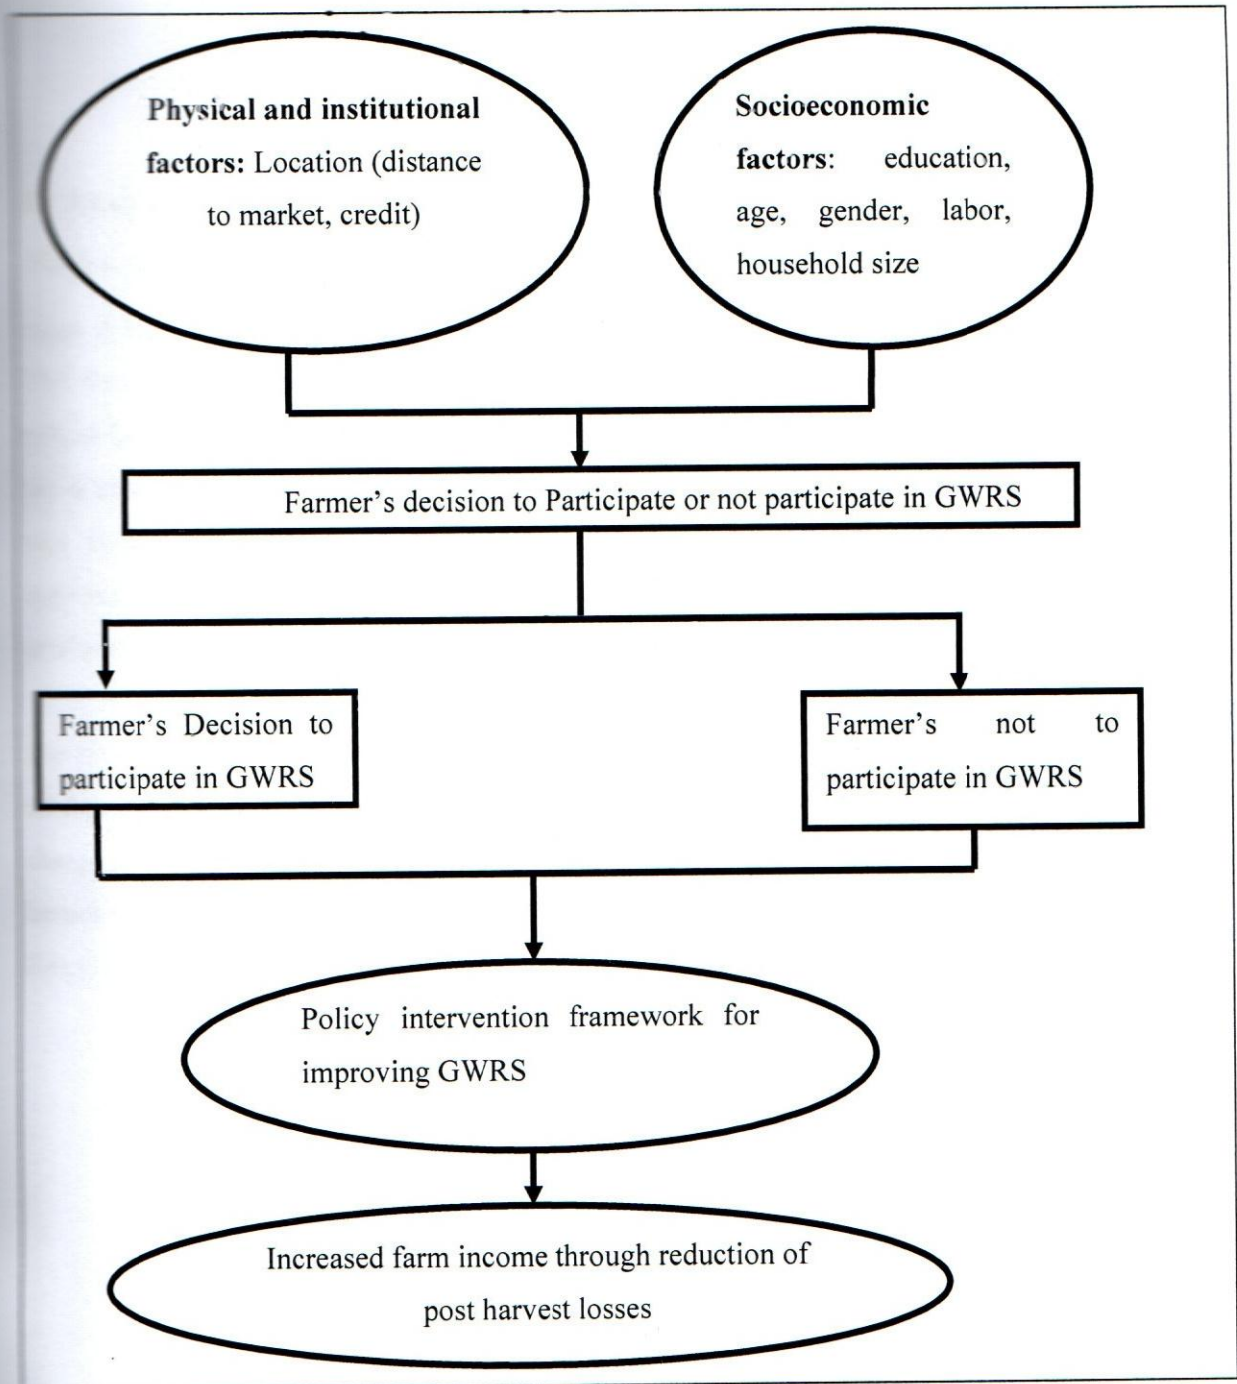 Physical and institutional
factors: Location (distance
to market, credit)
Socioeconomic
factors: education,
age, gender, labor,
household size
Farmer's decision to Participate or not participate in GWRS
Farmer's Decision to
participate in GWRS
Farmer's not to
participate in GWRS
Policy intervention framework for
improving GWRS
Increased farm income through reduction of
post harvest losses